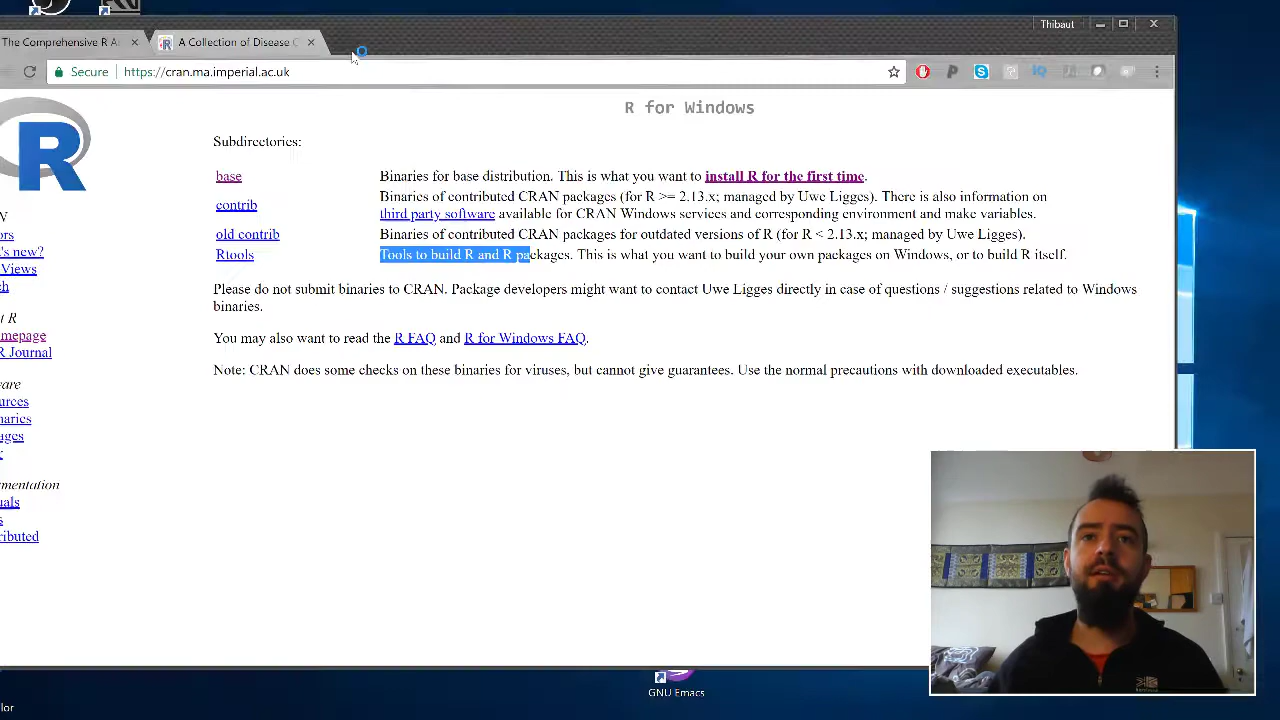 Thibaut
The Comprehensive R A
A Collection of Disease C
Secure
https://cran.ma.imperial.ac.uk
R for Windows
R
Subdirectories:
base
Binaries for base distribution. This is what you want to install R for the first time.
contrib
Binaries of contributed CRAN packages (for R >= 2.13.x; managed by Uwe Ligges). There is also information on
third party software available for CRAN Windows services and corresponding environment and make variables.
old contrib
Binaries of contributed CRAN packages for outdated versions of R (for R < 2.13.x; managed by Uwe Ligges).
Rtools
Tools to build R and R packages. This is what you want to build your own packages on Windows, or to build R itself.
Please do not submit binaries to CRAN. Package developers might want to contact Uwe Ligges directly in case of questions / suggestions related to Windows
binaries.
You may also want to read the R FAQ and R for Windows FAQ.
Note: CRAN does some checks on these binaries for viruses, but cannot give guarantees. Use the normal precautions with downloaded executables.
N
ors
's new?
Views
ch
t R
mepage
R Journal
ware
urces
naries
ages
r
mentation
uals
s
ributed
GNU Emacs
lor